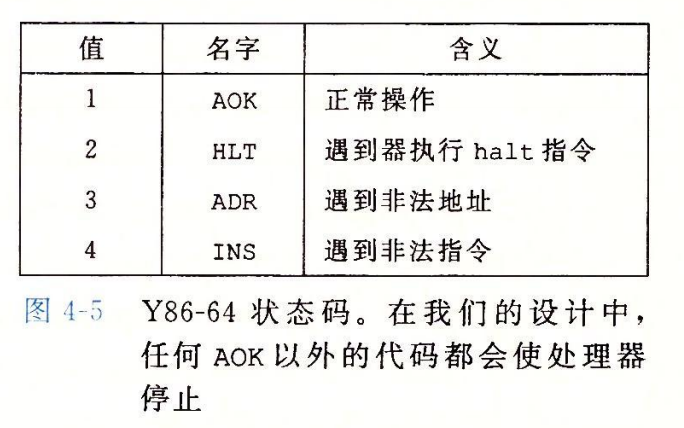 值 名字 含义
1 AOK 正常操作
2 HLT 遇到器执行 halt 指令
3 ADR 遇到非法地址
4 INS 遇到非法指令
图 4-5 Y86-64 状态码。在我们的设计中，
任何 AOK 以外的代码都会使处理器
停止